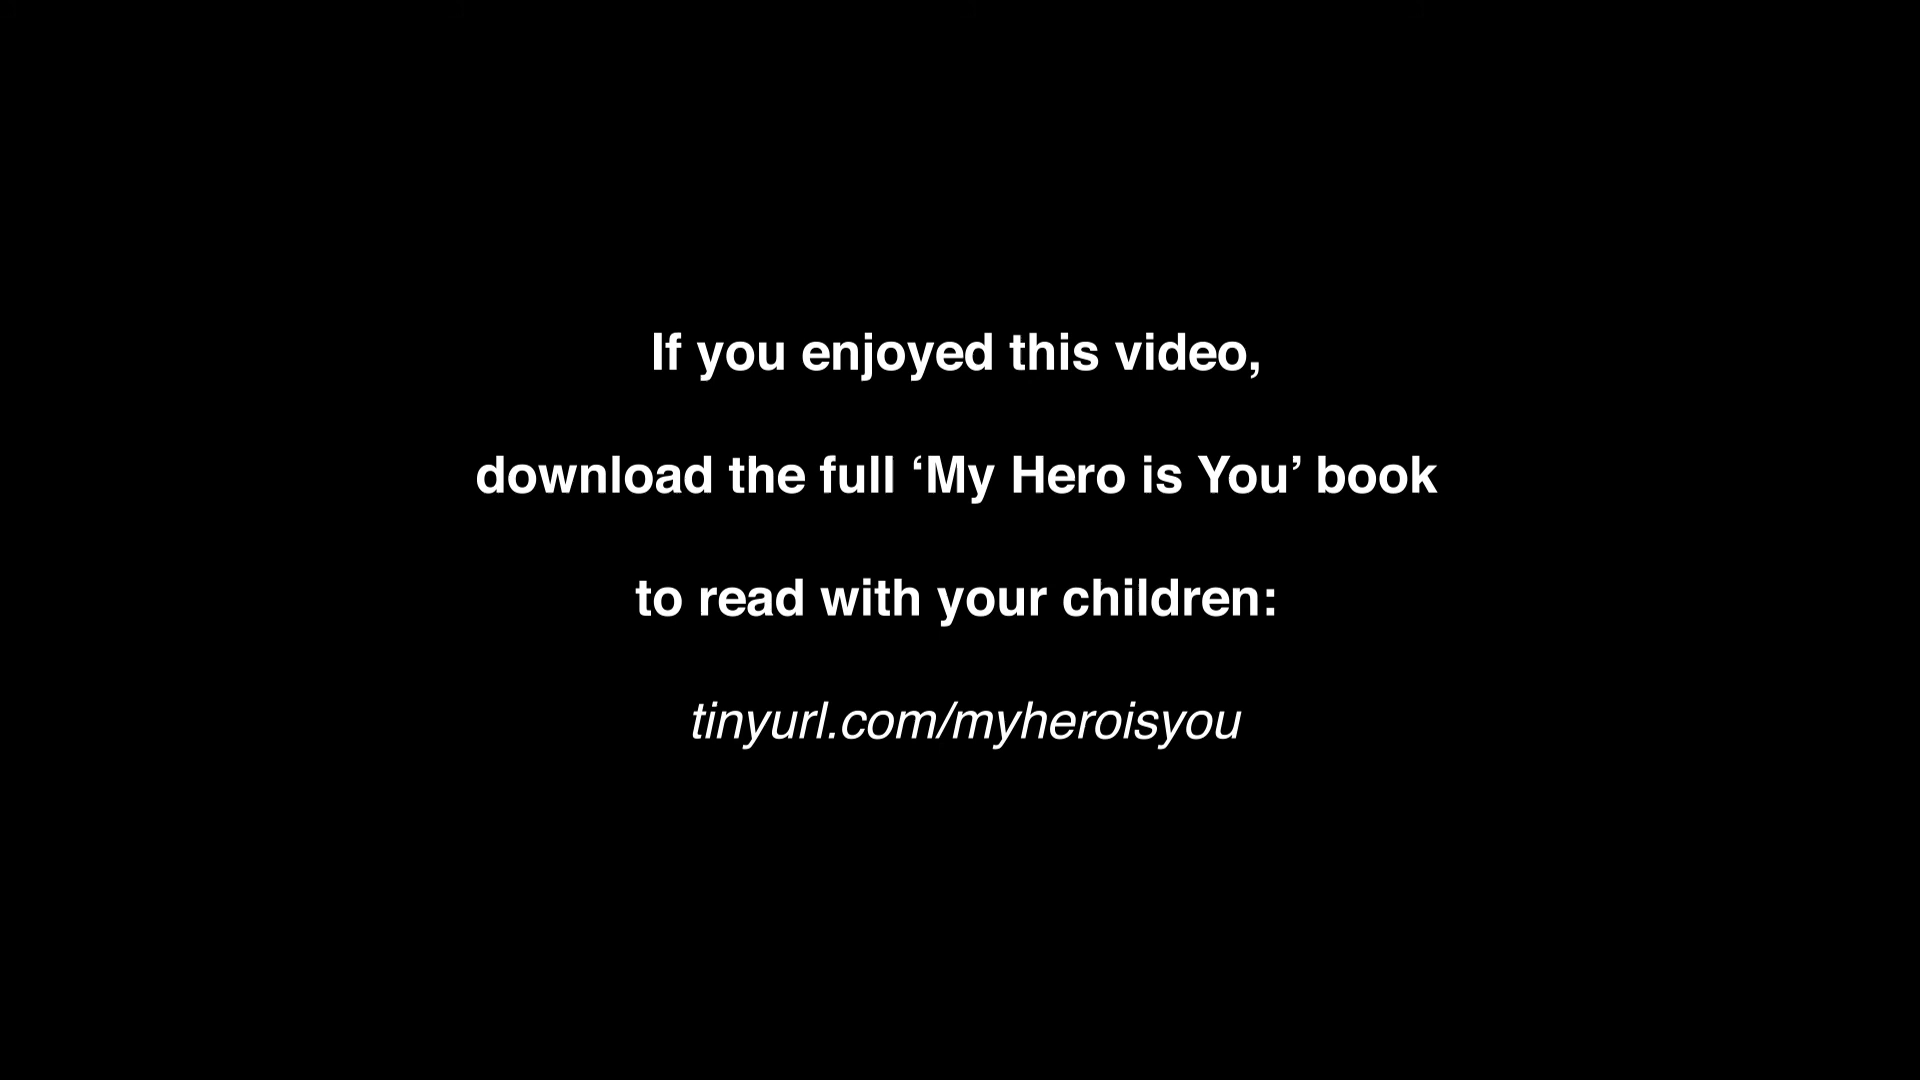 If you enjoyed this video,
download the full ‘My Hero is You’ book
to read with your children:
tinyurl.com/myheroisyou